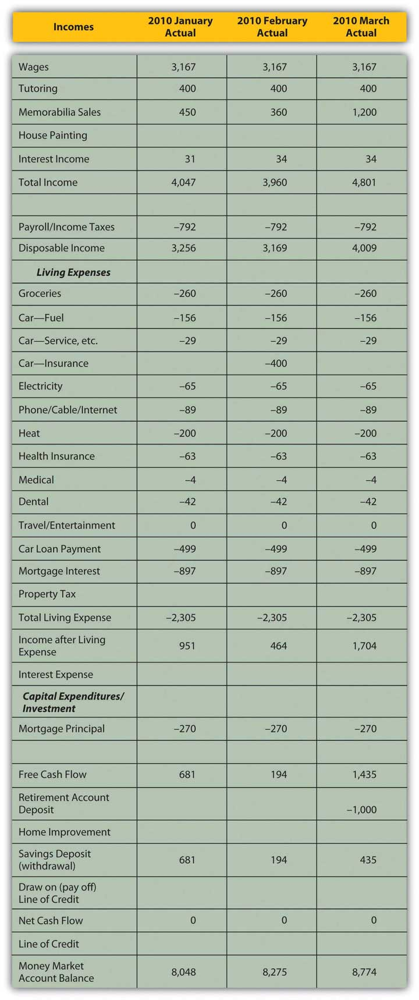 Incomes 2010 January Actual 2010 February Actual 2010 March Actual
Wages 3,167 3,167 3,167
Tutoring 400 400 400
Memorabilia Sales 450 360 1,200
House Painting
Interest Income 31 34 34
Total Income 4,047 3,960 4,801
Payroll/Income Taxes –792 –792 –792
Disposable Income 3,256 3,169 4,009
Living Expenses
Groceries –260 –260 –260
Car—Fuel –156 –156 –156
Car—Service, etc. –29 –29 –29
Car—Insurance –400
Electricity –65 –65 –65
Phone/Cable/Internet –89 –89 –89
Heat –200 –200 –200
Health Insurance –63 –63 –63
Medical –4 –4 –4
Dental –42 –42 –42
Travel/Entertainment 0 0 0
Car Loan Payment –499 –499 –499
Mortgage Interest –897 –897 –897
Property Tax
Total Living Expense –2,305 –2,305 –2,305
Income after Living
Expense 951 464 1,704
Interest Expense
Capital Expenditures/
Investment
Mortgage Principal –270 –270 –270
Free Cash Flow 681 194 1,435
Retirement Account
Deposit –1,000
Home Improvement
Savings Deposit
(withdrawal) 681 194 435
Draw on (pay off)
Line of Credit
Net Cash Flow 0 0 0
Line of Credit
Money Market
Account Balance 8,048 8,275 8,774